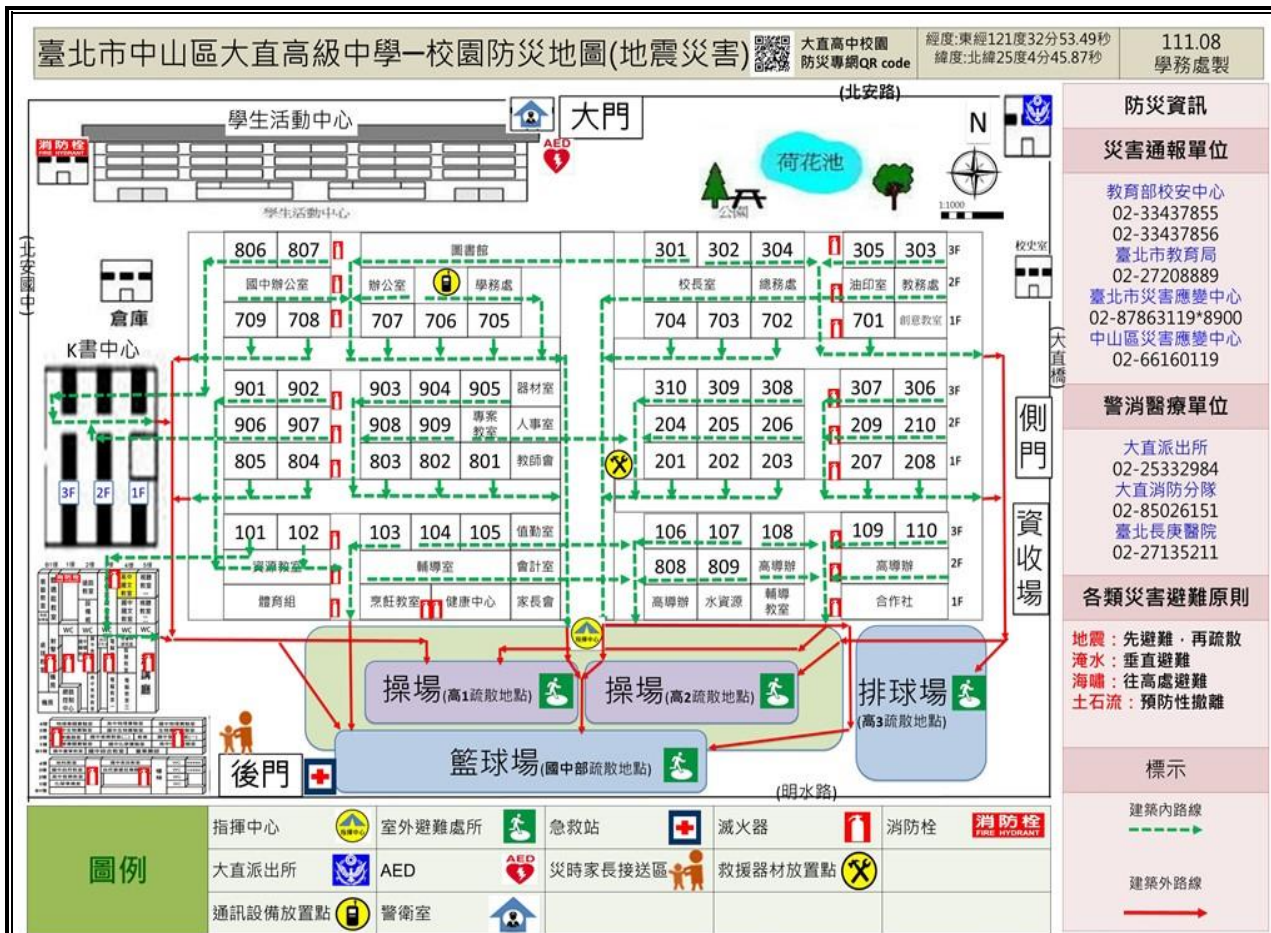 臺北市中山區大直高級中學—校園防災地圖(地震災害)
大直高中校園
防災專網QR code
經度:東經121度32分53.49秒
緯度:北緯25度4分45.87秒
111.08
學務處製
(北安路)
學生活動中心
大門
消防栓
FIRE HYDRANT
AED
荷花池
N
1:1000
學生活動中心
公園
(北安國中)
倉庫
校史室
(大直橋)
806 807 圖書館 301 302 304 305 303 3F
國中辦公室 辦公室 學務處 校長室 總務處 油印室 教務處 2F
709 708 707 706 705 704 703 702 701 創意教室 1F
K書中心
3F 2F 1F
901 902 903 904 905 器材室 310 309 308 307 306 3F
906 907 908 909 專案教室 人事室 204 205 206 209 210 2F
805 804 803 802 801 教師會 201 202 203 207 208 1F
側門
資收場
101 102 103 104 105 值勤室 106 107 108 109 110 3F
資源教室 輔導室 會計室 808 809 高導辦 高導辦 2F
體育組 烹飪教室 健康中心 家長會 高導辦 水資源 輔導教室 合作社 1F
WC WC WC WC WC
指揮中心
操場(高1疏散地點)
操場(高2疏散地點)
排球場
(高3疏散地點)
籃球場(國中部疏散地點)
後門
(明水路)
防災資訊
災害通報單位
教育部校安中心
02-33437855
02-33437856
臺北市教育局
02-27208889
臺北市災害應變中心
02-87863119*8900
中山區災害應變中心
02-66160119
警消醫療單位
大直派出所
02-25332984
大直消防分隊
02-85026151
臺北長庚醫院
02-27135211
各類災害避難原則
地震：先避難，再疏散
淹水：垂直避難
海嘯：往高處避難
土石流：預防性撤離
標示
建築內路線
建築外路線
圖例
指揮中心 指揮中心 室外避難處所 急救站 滅火器 消防栓 消防栓 FIRE HYDRANT
大直派出所 AED AED 災時家長接送區 救援器材放置點
通訊設備放置點 警衛室